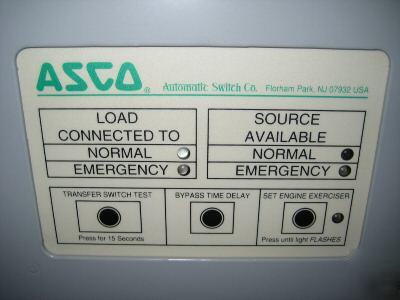 ASCO® Automatic Switch Co. Florham Park, NJ 07932 USA
LOAD
CONNECTED TO
NORMAL
EMERGENCY
SOURCE
AVAILABLE
NORMAL
EMERGENCY
TRANSFER SWITCH TEST
Press for 15 Seconds
BYPASS TIME DELAY
SET ENGINE EXERCISER
Press until light FLASHES